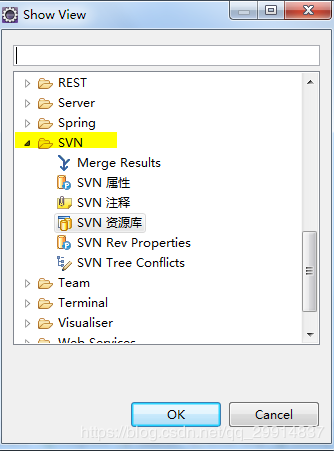 Show View
REST
Server
Spring
SVN
Merge Results
SVN 属性
SVN 注释
SVN 资源库
SVN Rev Properties
SVN Tree Conflicts
Team
Terminal
Visualiser
Web Services
OK
Cancel
https://blog.csdn.net/qq_29914837